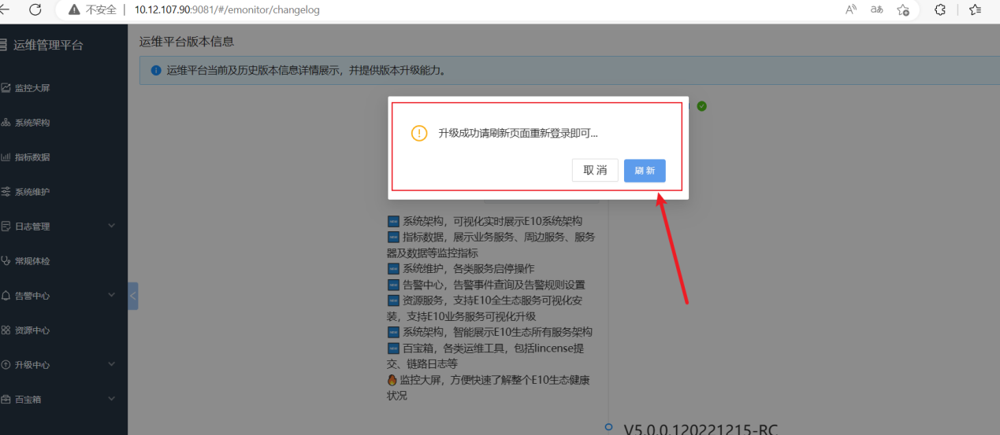 不安全 | 10.12.107.90:9081/#/emonitor/changelog
运维管理平台
监控大屏
系统架构
指标数据
系统维护
日志管理
常规体检
告警中心
资源中心
升级中心
百宝箱
运维平台版本信息
运维平台当前及历史版本信息详情展示，并提供版本升级能力。
升级成功请刷新页面重新登录即可...
取 消
刷 新
系统架构，可视化实时展示E10系统架构
指标数据，展示业务服务、周边服务、服务
器及数据等监控指标
系统维护，各类服务启停操作
告警中心，告警事件查询及告警规则设置
资源服务，支持E10全生态服务可视化安
装，支持E10业务服务可视化升级
系统架构，智能展示E10生态所有服务架构
百宝箱，各类运维工具，包括lincense提
交、链路日志等
监控大屏，方便快速了解整个E10生态健康
状况
V5.0.0.120221215-RC